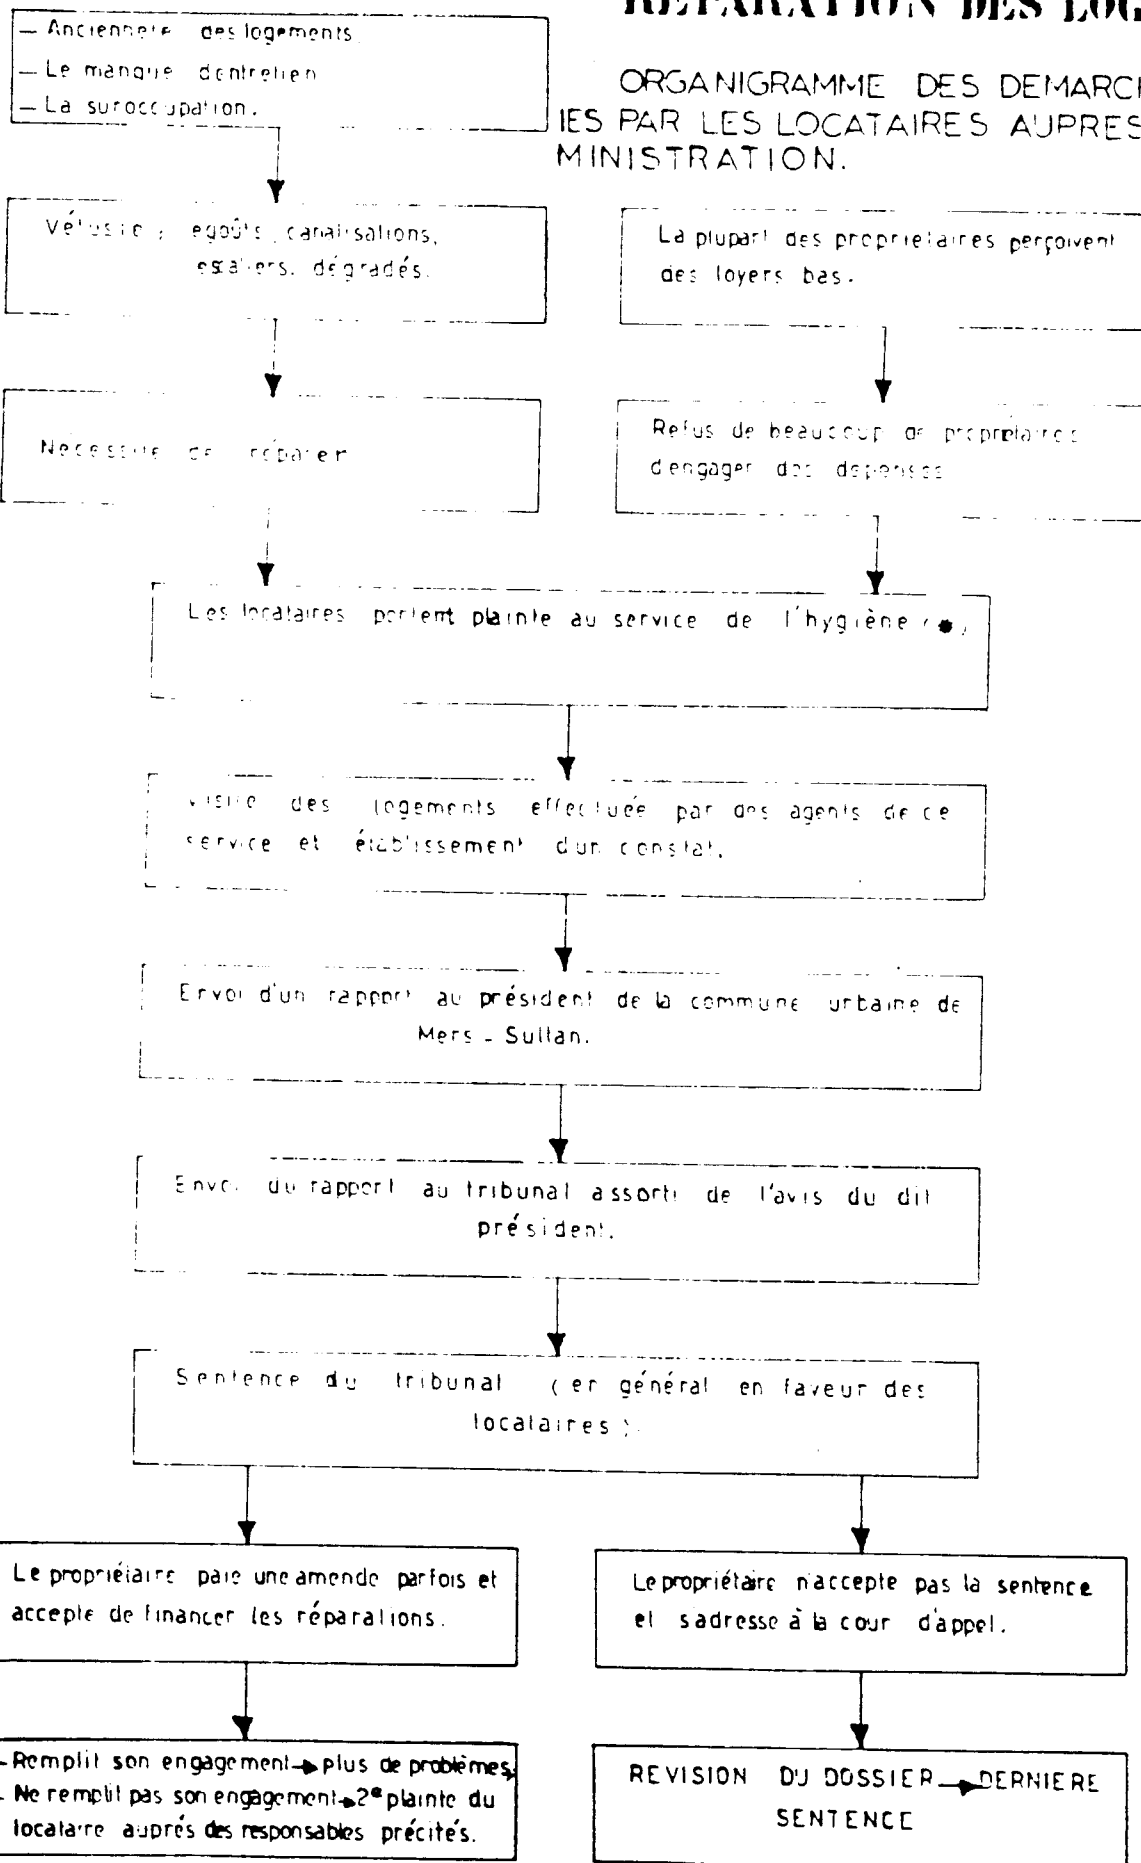 REPARATION DES LOG
ORGANIGRAMME DES DEMARCH
IES PAR LES LOCATAIRES AUPRES
MINISTRATION.
— Ancienneté des logements
— Le manque d'entretien
— La suroccupation.
Vétusté, egoûts, canalisations,
escaliers, dégradés.
La plupart des proprietaires perçoivent
des loyers bas.
Necessite de réparer
Refus de beaucoup de propriétaires
d'engager des depenses
Les locataires portent plainte au service de l'hygiène (*)
Visite des logements effectuée par des agents de ce
service et établissement d'un constat.
Envoi d'un rapport au président de la commune urbaine de
Mers - Sultan.
Envoi du rapport au tribunal assorti de l'avis du dit
président.
Sentence du tribunal (en général en faveur des
locataires).
Le propriétaire paie une amende parfois et
accepte de financer les réparations.
Le propriétaire n'accepte pas la sentence
et s'adresse à la cour d'appel.
- Remplit son engagement → plus de problèmes,
- Ne remplit pas son engagement → 2e plainte du
locataire auprés des responsables précités.
REVISION DU DOSSIER → DERNIERE
SENTENCE